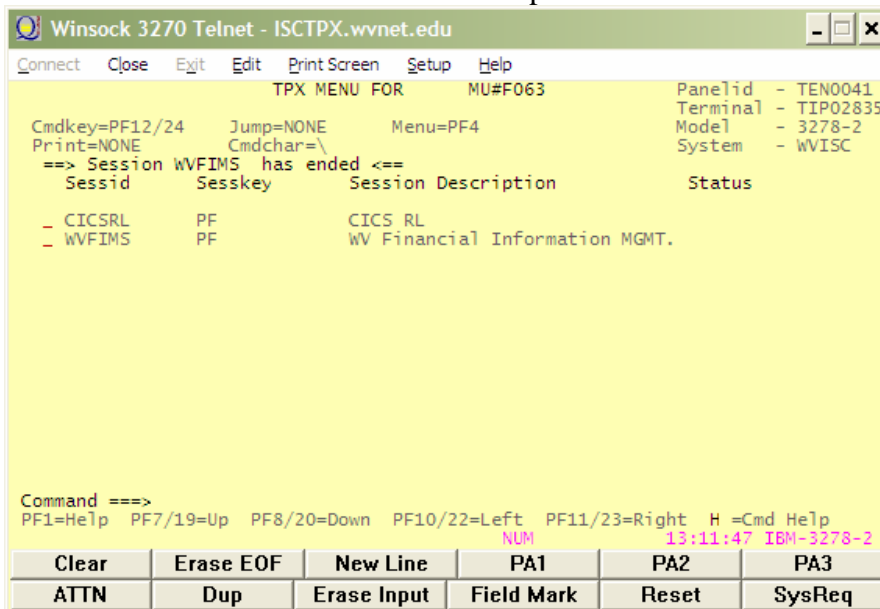 Winsock 3270 Telnet - ISCTPX.wvnet.edu
Connect Close Exit Edit Print Screen Setup Help
TPX MENU FOR MU#F063 Panelid - TEN0041
Terminal - TIP02835
Cmdkey=PF12/24 Jump=NONE Menu=PF4 Model - 3278-2
Print=NONE Cmdchar=\ System - WVISC
==> Session WVFIMS has ended <==
Sessid Sesskey Session Description Status
_ CICSRL PF CICS RL
_ WVFIMS PF WV Financial Information MGMT.
Command ===>
PF1=Help PF7/19=Up PF8/20=Down PF10/22=Left PF11/23=Right H =Cmd Help
NUM 13:11:47 IBM-3278-2
Clear Erase EOF New Line PA1 PA2 PA3
ATTN Dup Erase Input Field Mark Reset SysReq